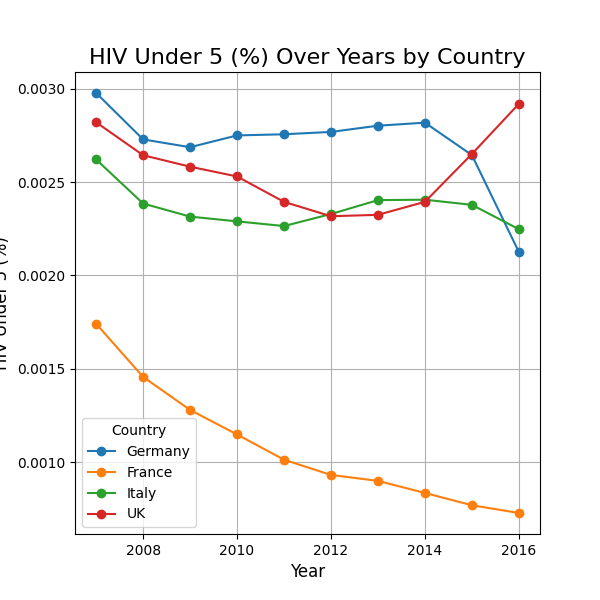 HIV Under 5 (%) Over Years by Country
HIV Under 5 (%)
0.0030
0.0025
0.0020
0.0015
0.0010
Country
Germany
France
Italy
UK
2008 2010 2012 2014 2016
Year